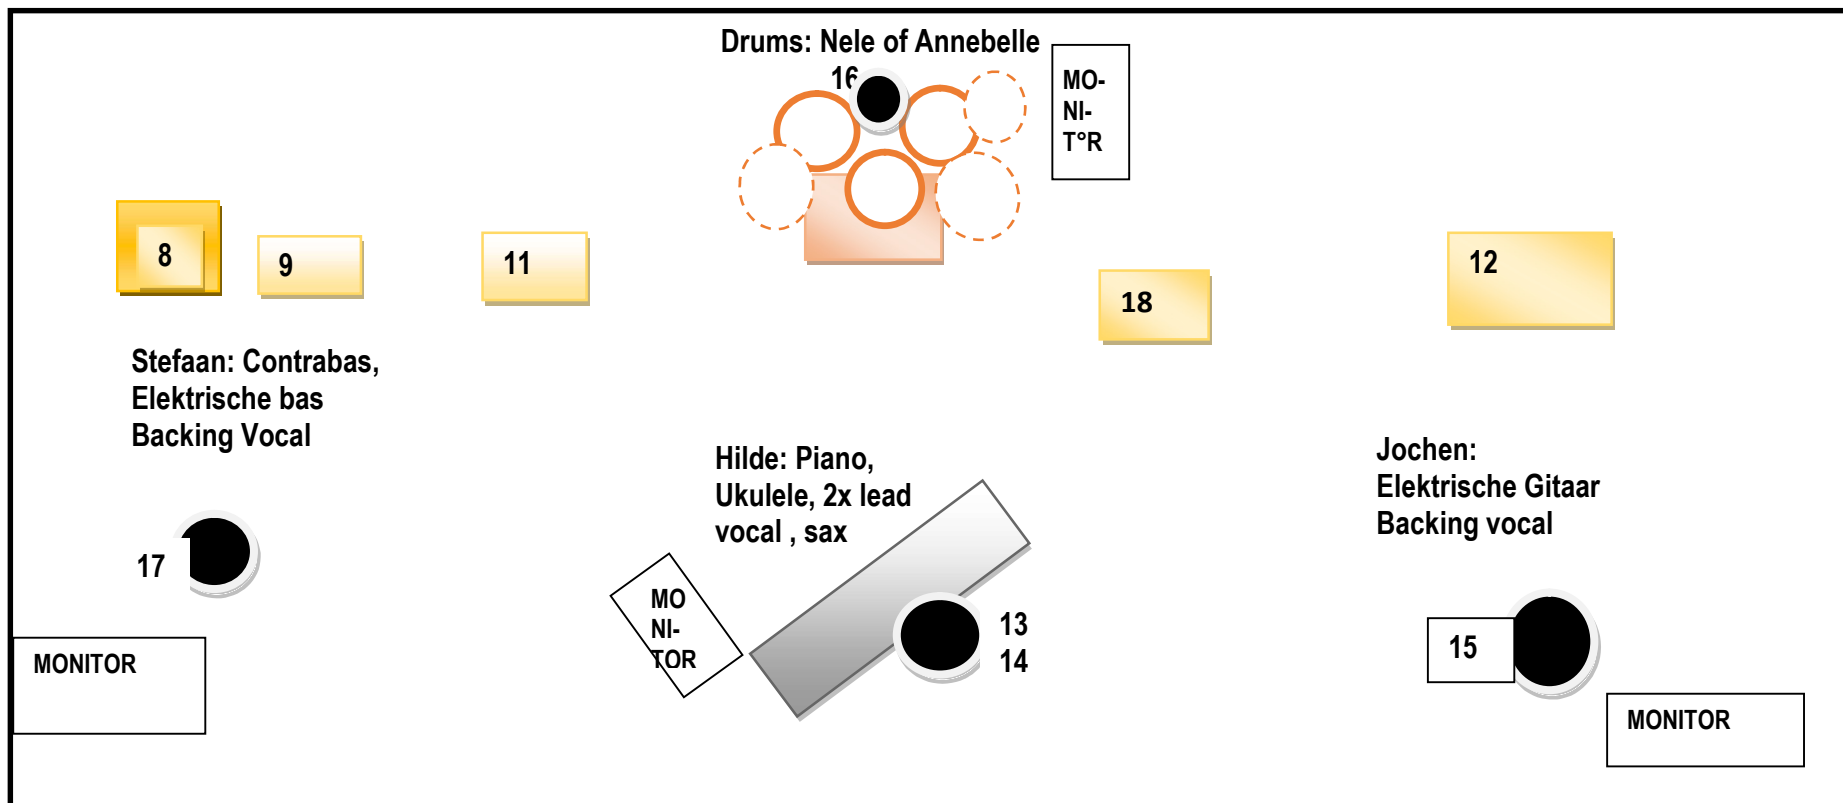 Drums: Nele of Annebelle
16
MO-
NI-
T°R
8
9
11
18
12
Stefaan: Contrabas,
Elektrische bas
Backing Vocal
Hilde: Piano,
Ukulele, 2x lead
vocal , sax
Jochen:
Elektrische Gitaar
Backing vocal
17
MO
NI-
TOR
13
14
15
MONITOR
MONITOR